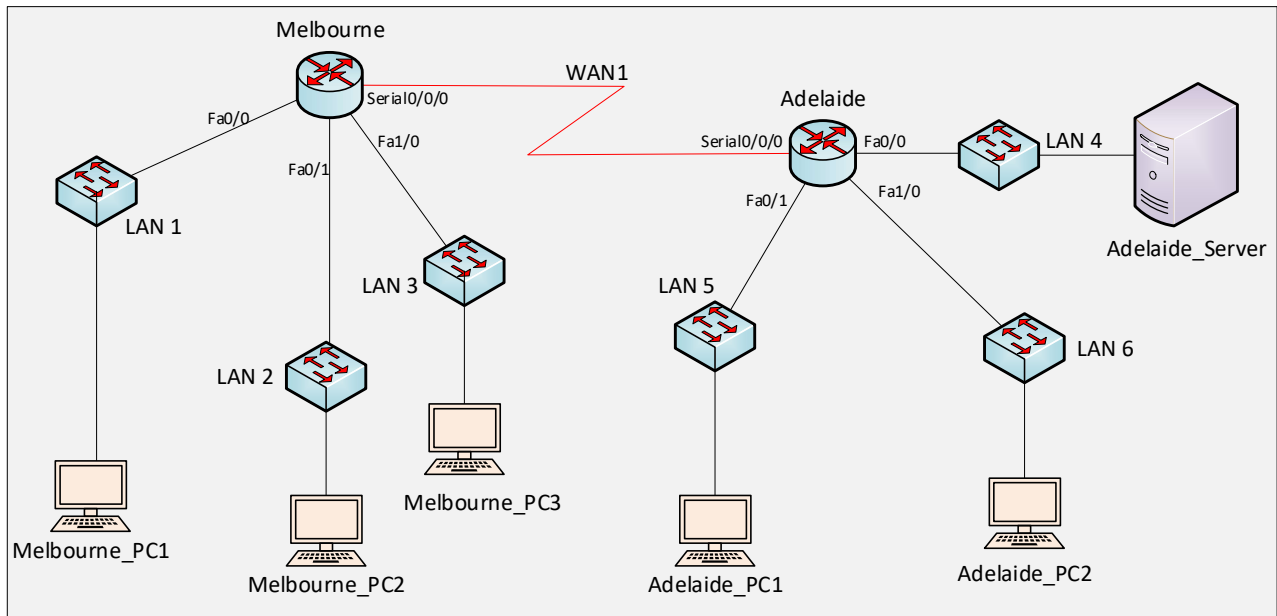 Melbourne
WAN1
Serial0/0/0
Adelaide
Fa0/0
Serial0/0/0
Fa0/0
LAN 4
Fa1/0
Fa0/1
Fa0/1
Fa1/0
LAN 1
Adelaide_Server
LAN 3
LAN 5
LAN 6
LAN 2
Melbourne_PC3
Melbourne_PC1
Melbourne_PC2
Adelaide_PC1
Adelaide_PC2